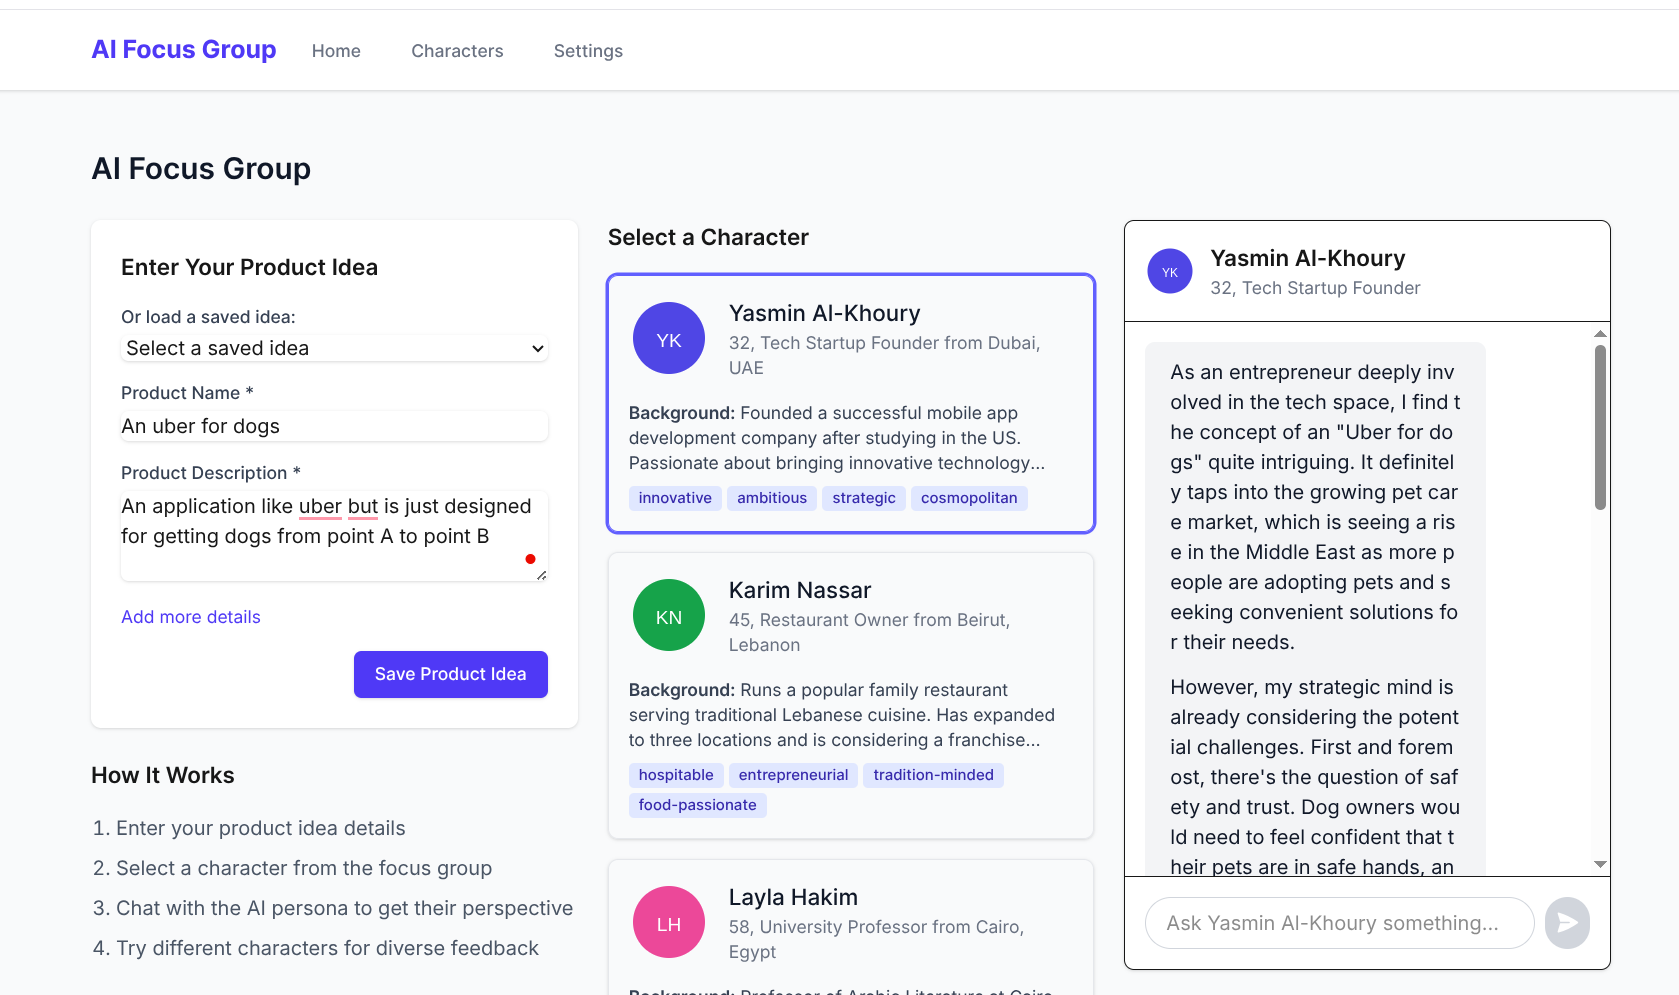 AI Focus Group
Home
Characters
Settings
AI Focus Group
Enter Your Product Idea
Or load a saved idea:
Select a saved idea
Product Name *
An uber for dogs
Product Description *
An application like uber but is just designed
for getting dogs from point A to point B
Add more details
Save Product Idea
How It Works
1. Enter your product idea details
2. Select a character from the focus group
3. Chat with the AI persona to get their perspective
4. Try different characters for diverse feedback
Select a Character
YK
Yasmin Al-Khoury
32, Tech Startup Founder from Dubai,
UAE
Background: Founded a successful mobile app
development company after studying in the US.
Passionate about bringing innovative technology...
innovative
ambitious
strategic
cosmopolitan
KN
Karim Nassar
45, Restaurant Owner from Beirut,
Lebanon
Background: Runs a popular family restaurant
serving traditional Lebanese cuisine. Has expanded
to three locations and is considering a franchise...
hospitable
entrepreneurial
tradition-minded
food-passionate
LH
Layla Hakim
58, University Professor from Cairo,
Egypt
Background: Professor of Arabic Literature at Cairo
YK
Yasmin Al-Khoury
32, Tech Startup Founder
As an entrepreneur deeply inv
olved in the tech space, I find t
he concept of an "Uber for do
gs" quite intriguing. It definitel
y taps into the growing pet car
e market, which is seeing a ris
e in the Middle East as more p
eople are adopting pets and s
eeking convenient solutions fo
r their needs.
However, my strategic mind is
already considering the potent
ial challenges. First and forem
ost, there's the question of saf
ety and trust. Dog owners wou
ld need to feel confident that t
heir pets are in safe hands, an
Ask Yasmin Al-Khoury something...